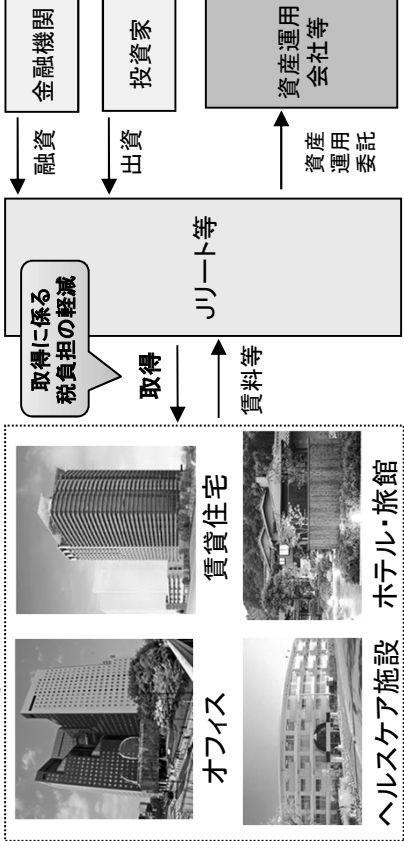 オフィス
賃貸住宅
ヘルスケア施設
ホテル・旅館
取得に係る
税負担の軽減
取得
賃料等
Jリート等
融資
出資
資産
運用
委託
金融機関
投資家
資産運用
会社等